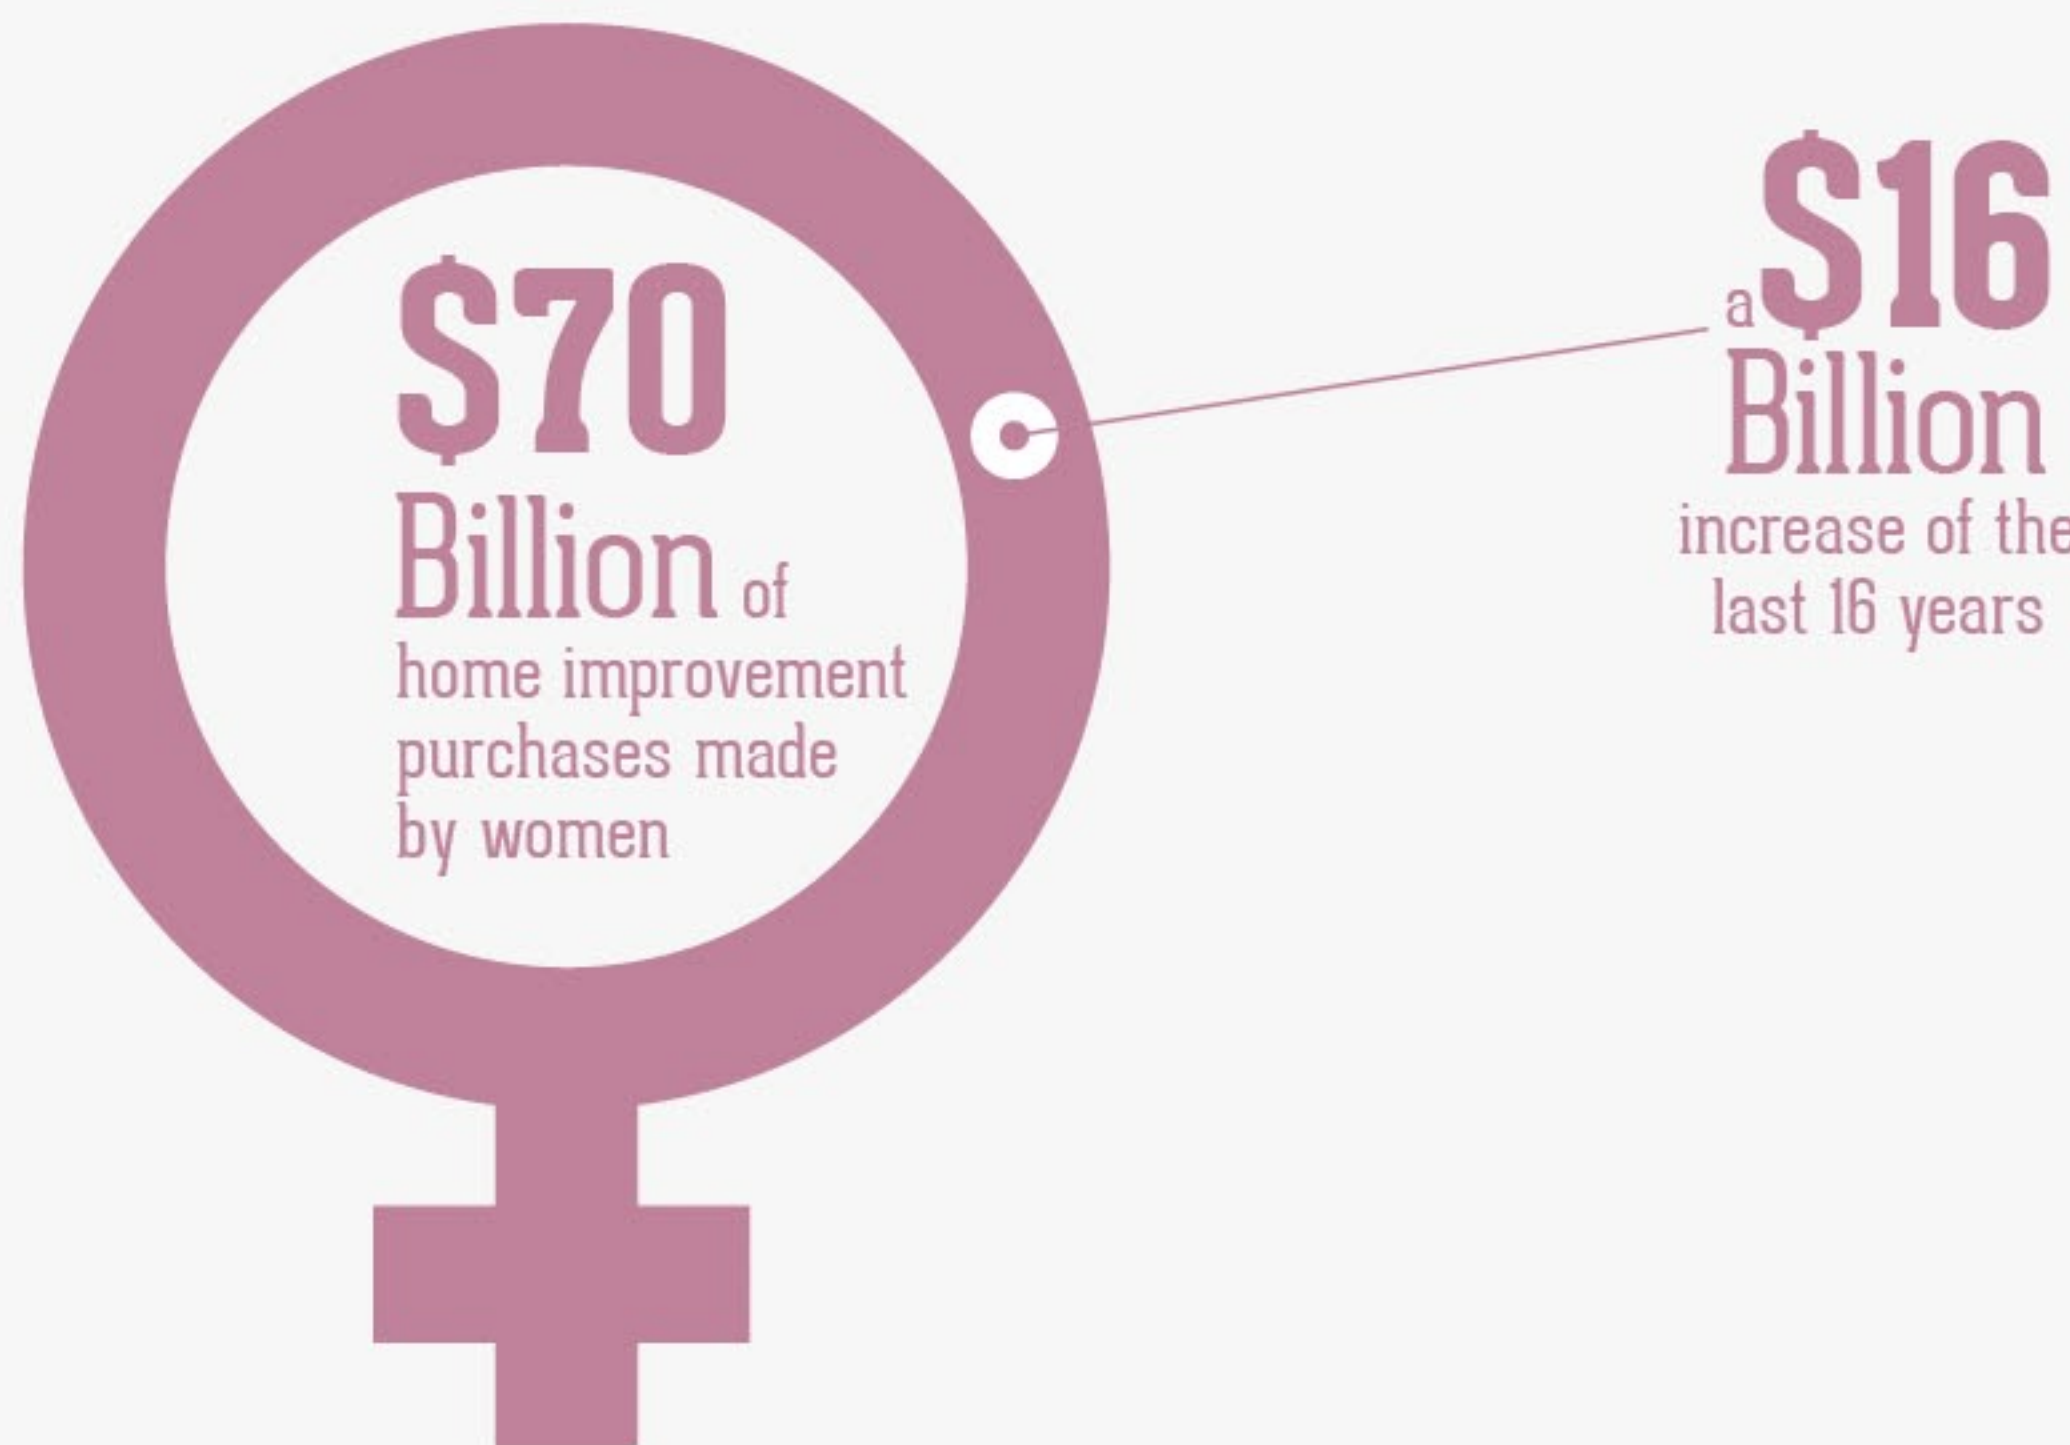 $70
Billion of
home improvement
purchases made
by women
a $16
Billion
increase of the
last 16 years